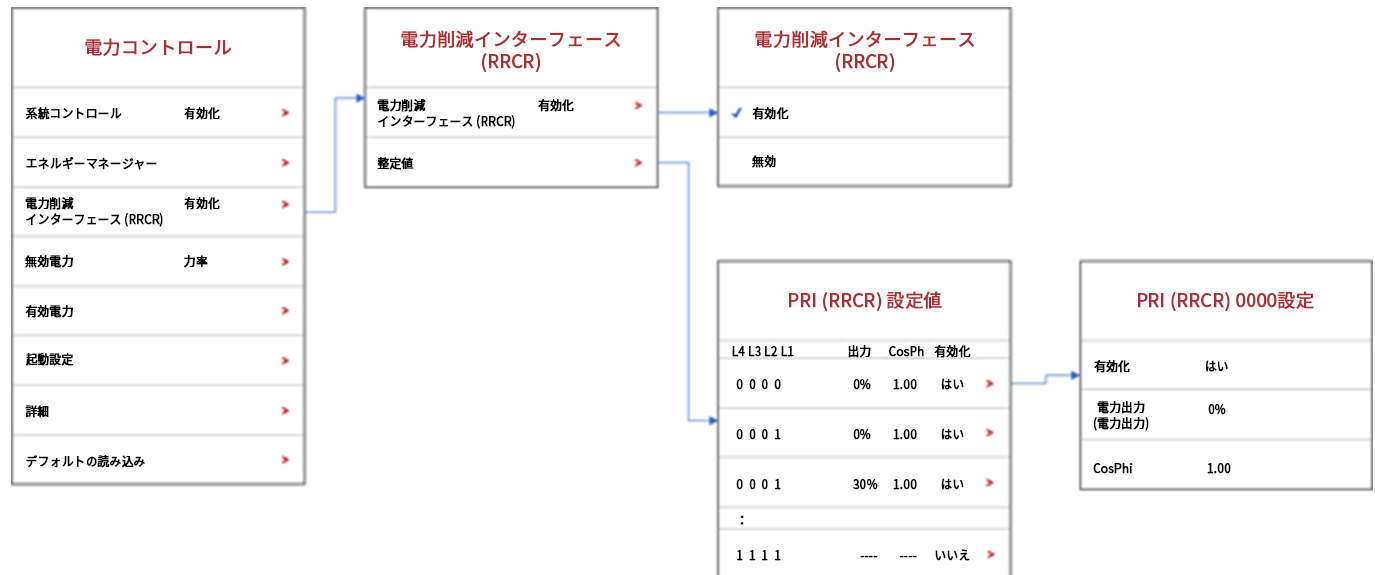 電力コントロール
系統コントロール 有効化
エネルギーマネージャー
電力削減 有効化
インターフェース (RRCR)
無効電力 力率
有効電力
起動設定
詳細
デフォルトの読み込み
電力削減インターフェース
(RRCR)
電力削減 有効化
インターフェース (RRCR)
整定値
電力削減インターフェース
(RRCR)
有効化
無効
PRI (RRCR) 設定値
L4 L3 L2 L1 出力 CosPh 有効化
0 0 0 0 0% 1.00 はい
0 0 0 1 0% 1.00 はい
0 0 0 1 30% 1.00 はい
:
1 1 1 1 ---- ---- いいえ
PRI (RRCR) 0000設定
有効化 はい
電力出力 0%
(電力出力)
CosPhi 1.00